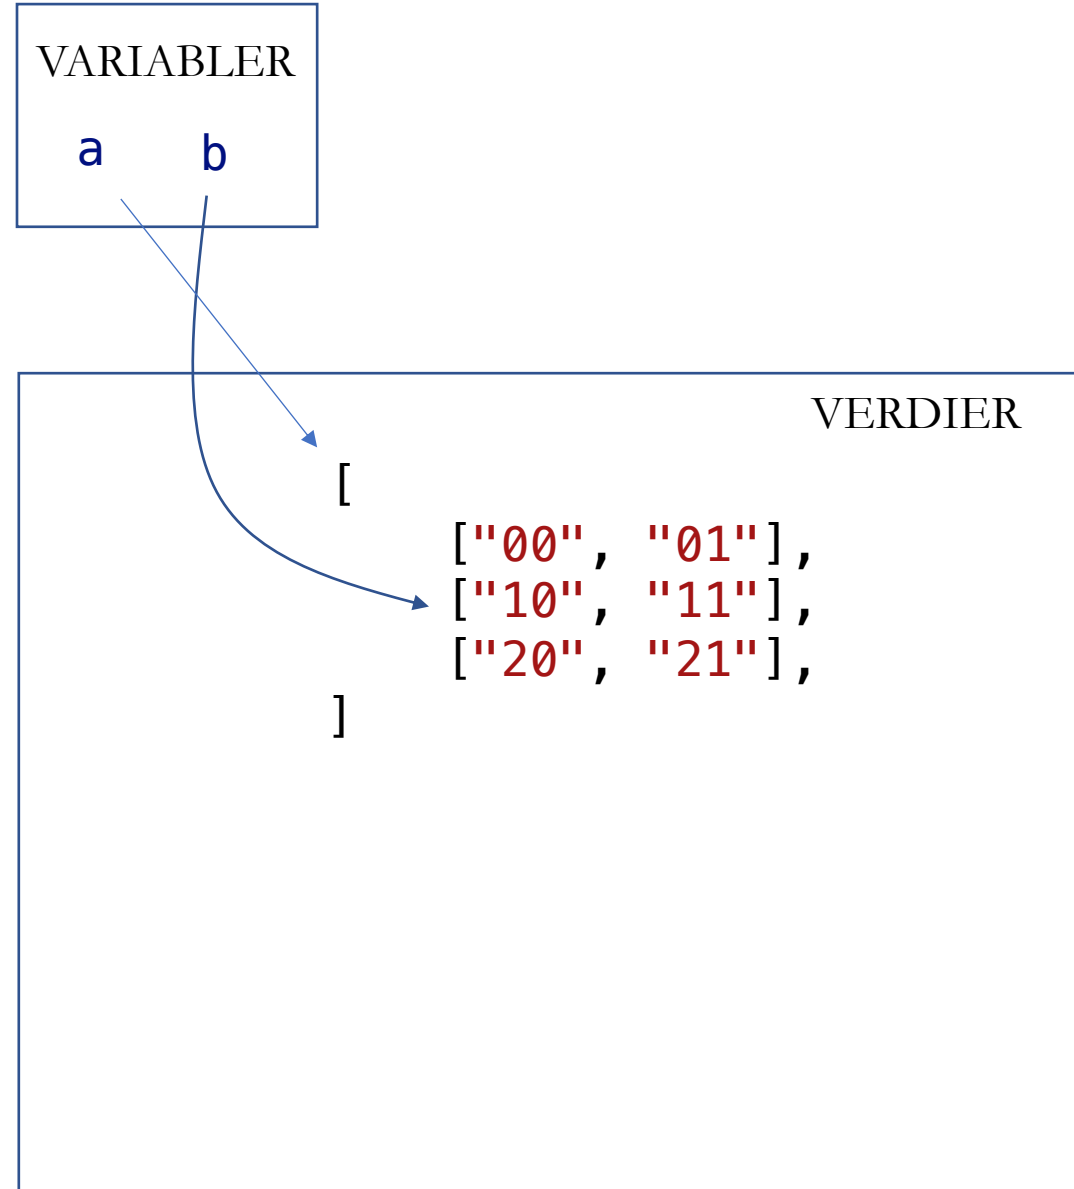 VARIABLER
a b
VERDIER
[
["00", "01"],
["10", "11"],
["20", "21"],
]